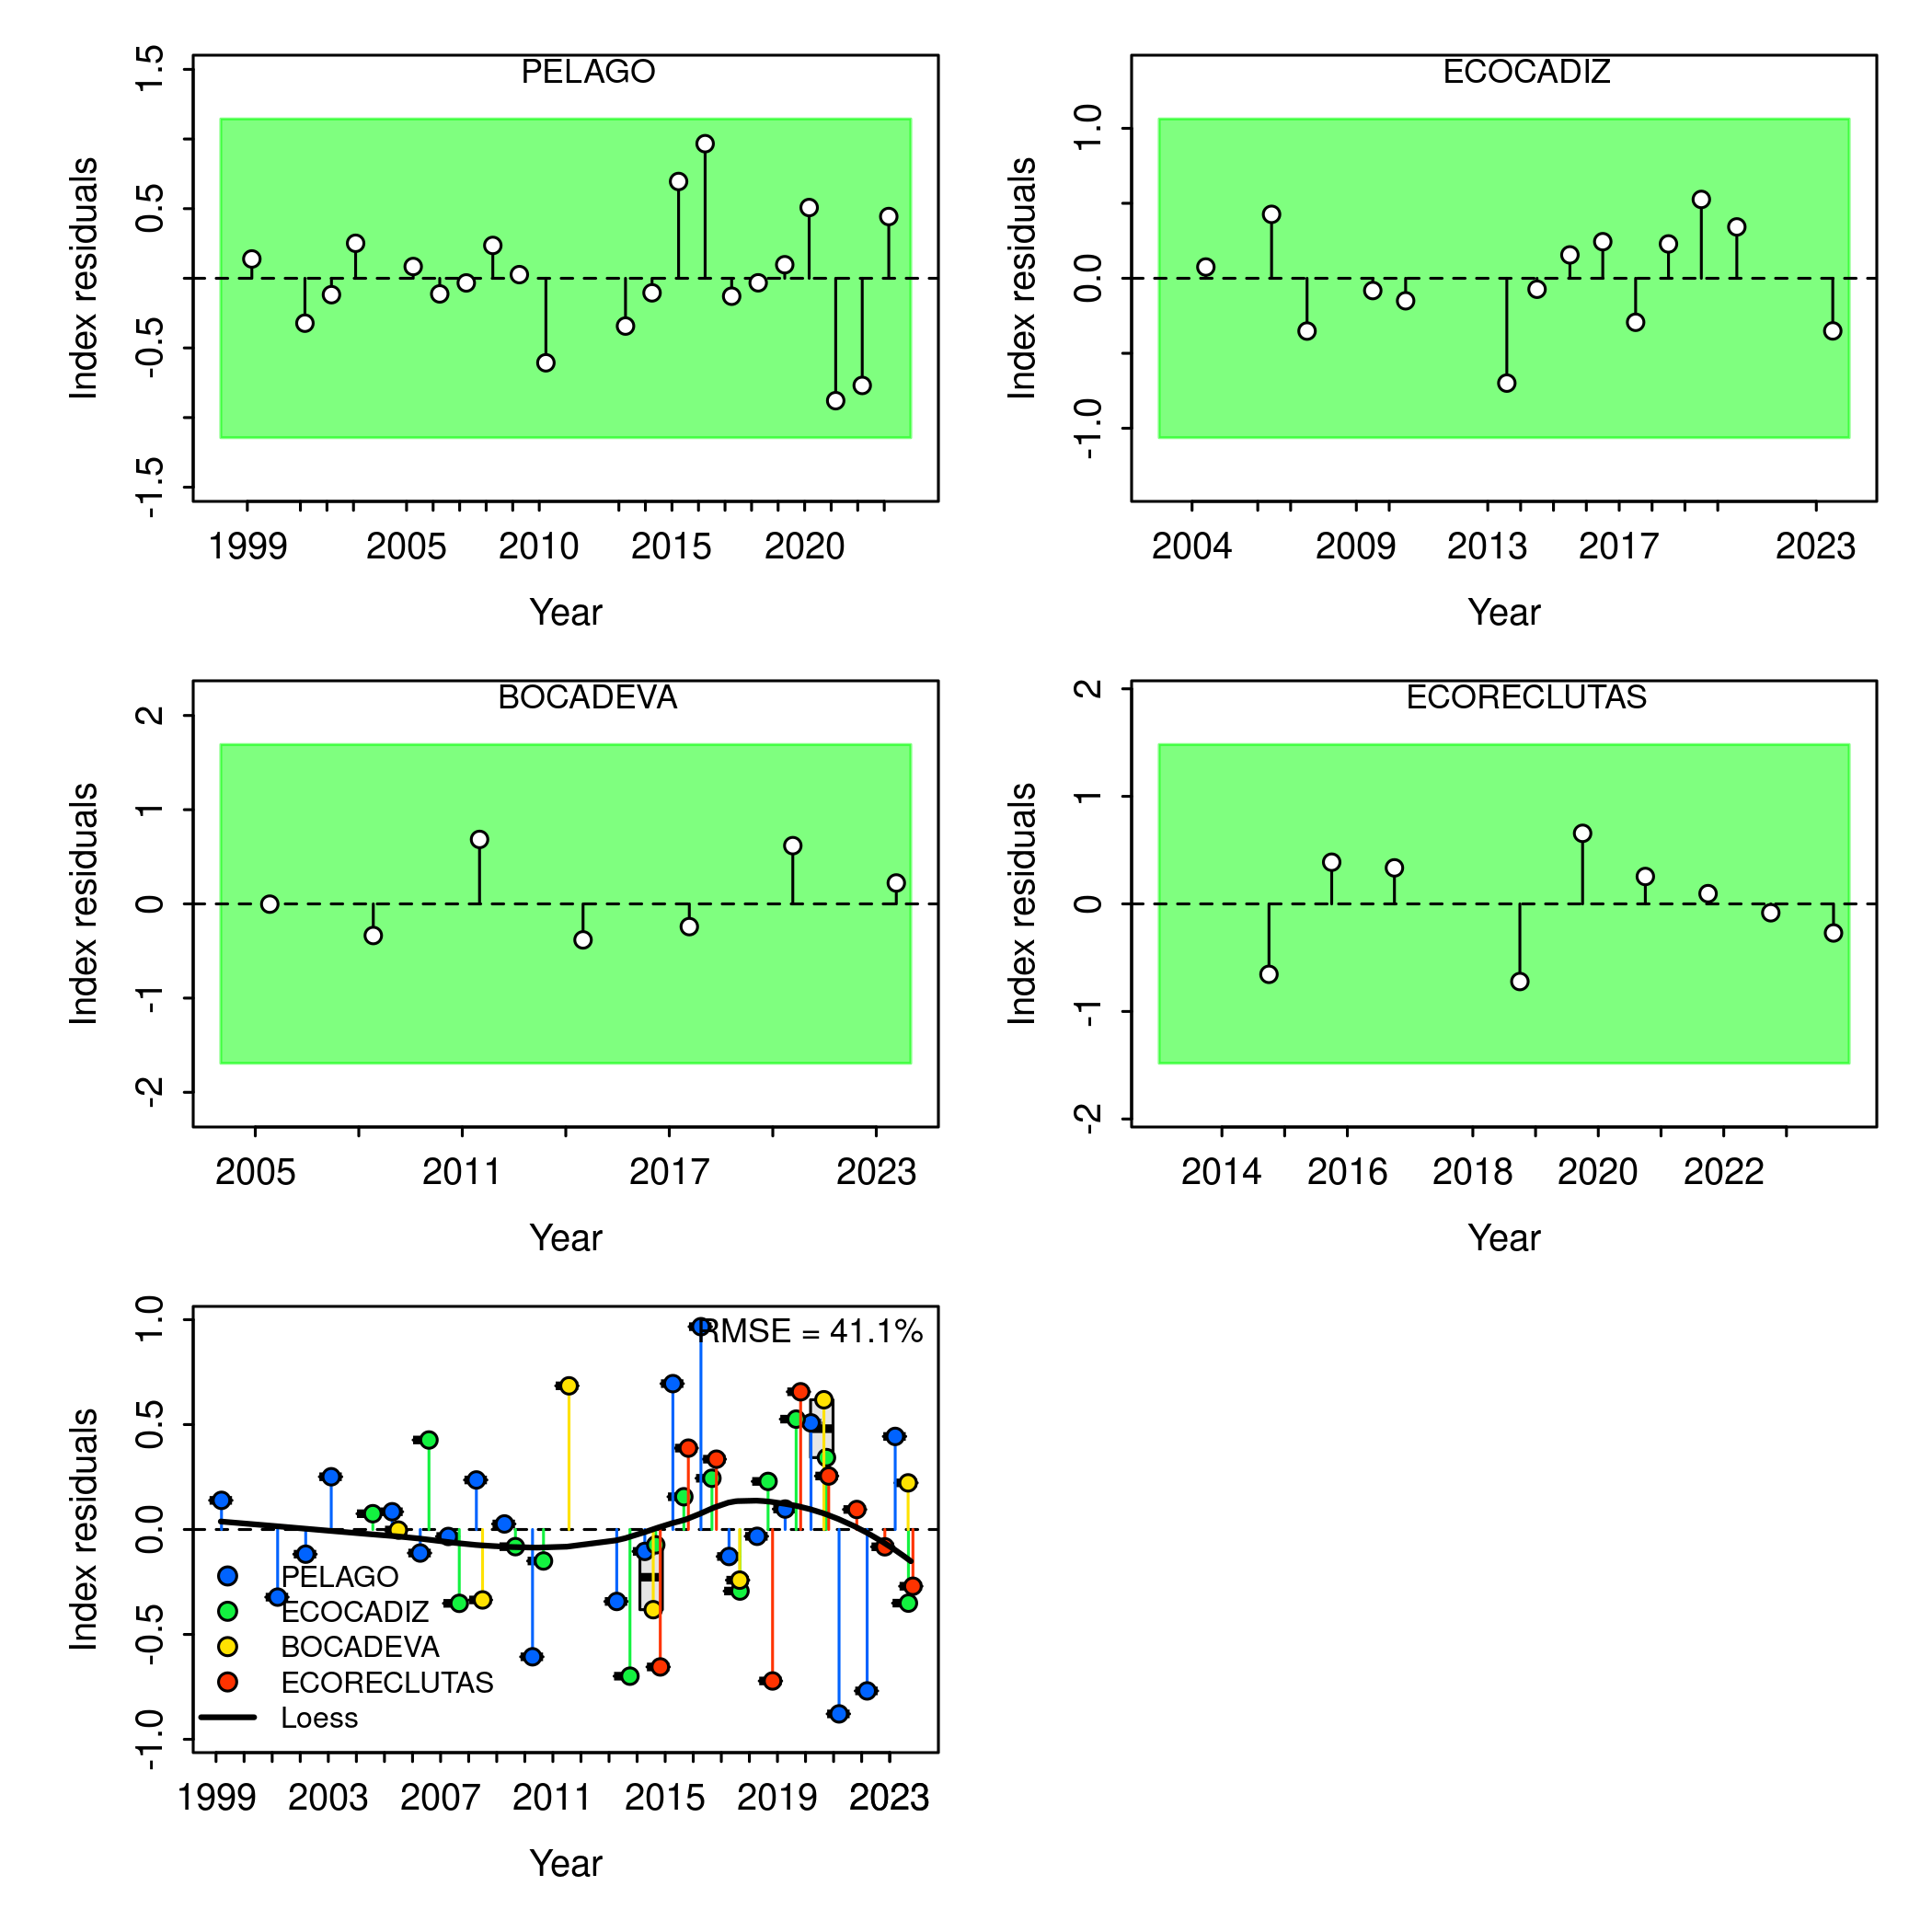 PELAGO
Index residuals
1.5
0.5
-0.5
-1.5
1999 2005 2010 2015 2020
Year
ECOCADIZ
Index residuals
1.0
0.0
-1.0
2004 2009 2013 2017 2023
Year
BOCADEVA
Index residuals
2
1
0
-1
-2
2005 2011 2017 2023
Year
ECORECLUTAS
Index residuals
2
1
0
-1
-2
2014 2016 2018 2020 2022
Year
RMSE = 41.1%
Index residuals
1.0
0.5
0.0
-0.5
-1.0
PELAGO
ECOCADIZ
BOCADEVA
ECORECLUTAS
Loess
1999 2003 2007 2011 2015 2019 2023
Year